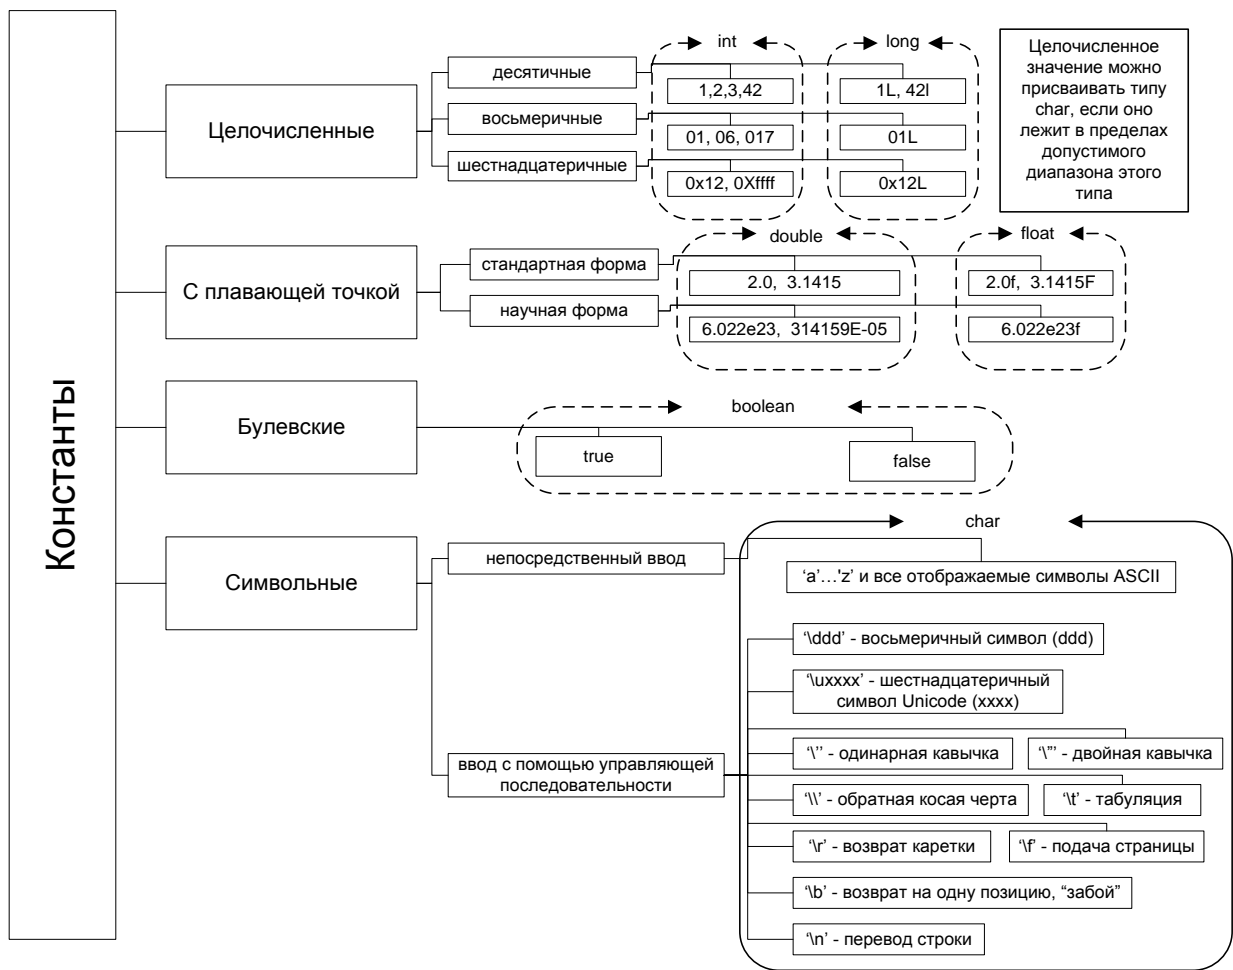 Константы
Целочисленные
десятичные
восьмеричные
шестнадцатеричные
int
1,2,3,42
01, 06, 017
0x12, 0Xffff
long
1L, 42l
01L
0x12L
Целочисленное
значение можно
присваивать типу
char, если оно
лежит в пределах
допустимого
диапазона этого
типа
С плавающей точкой
стандартная форма
научная форма
double
2.0, 3.1415
6.022e23, 314159E-05
float
2.0f, 3.1415F
6.022e23f
Булевские
boolean
true
false
Символьные
непосредственный ввод
char
‘a’…'z’ и все отображаемые символы ASCII
ввод с помощью управляющей
последовательности
‘\ddd’ - восьмеричный символ (ddd)
‘\uxxxx’ - шестнадцатеричный
символ Unicode (xxxx)
‘\'’ - одинарная кавычка
‘\”’ - двойная кавычка
‘\\’ - обратная косая черта
‘\t’ - табуляция
‘\r’ - возврат каретки
‘\f’ - подача страницы
‘\b’ - возврат на одну позицию, “забой”
‘\n’ - перевод строки